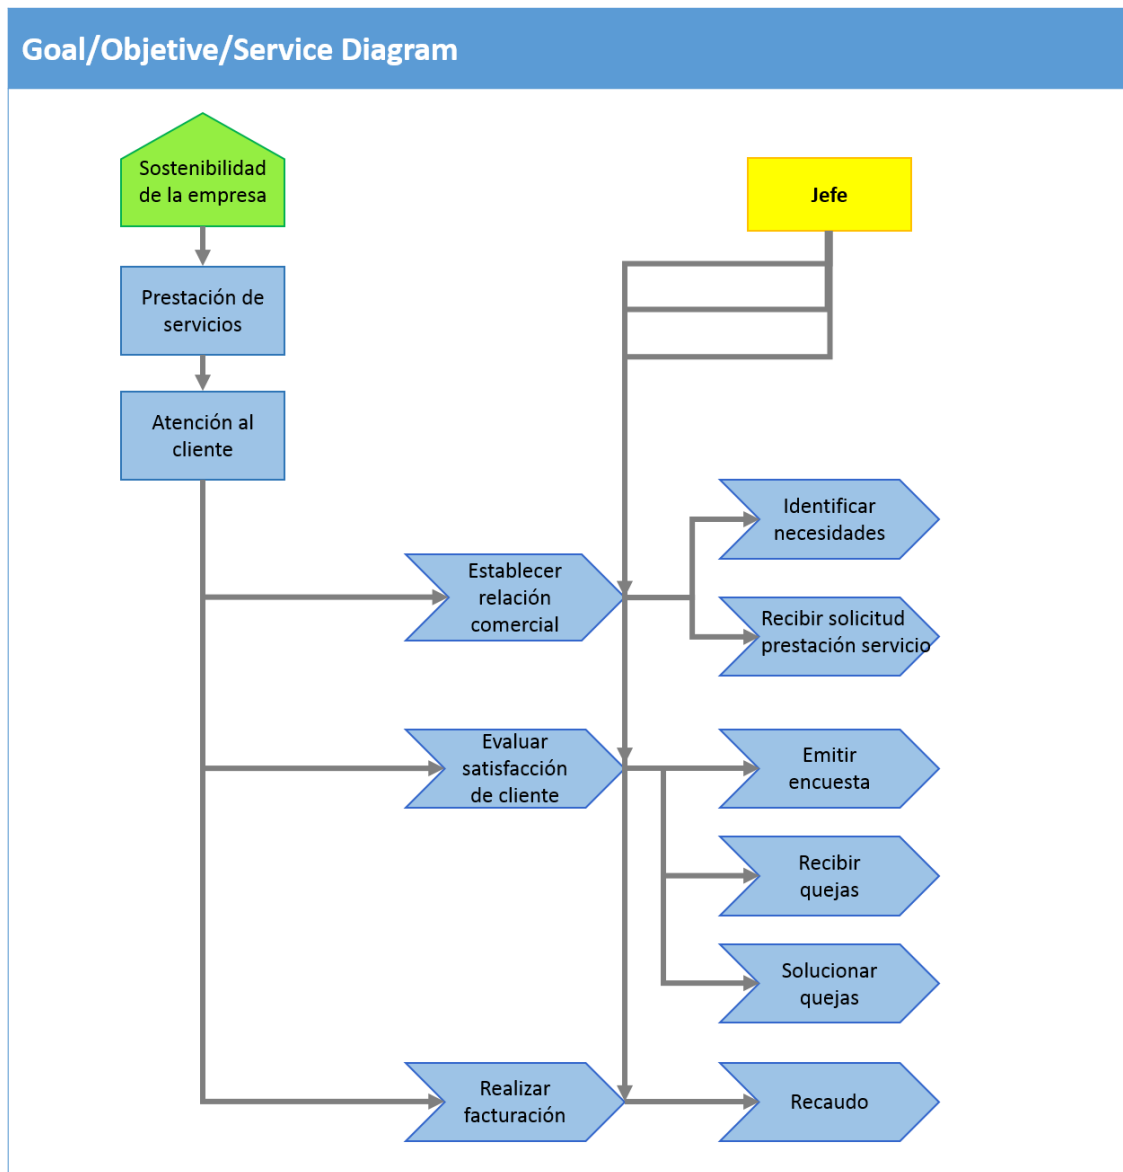 Goal/Objetive/Service Diagram
Sostenibilidad
de la empresa
Jefe
Prestación de
servicios
Atención al
cliente
Identificar
necesidades
Establecer
relación
comercial
Recibir solicitud
prestación servicio
Evaluar
satisfacción
de cliente
Emitir
encuesta
Recibir
quejas
Solucionar
quejas
Realizar
facturación
Recaudo